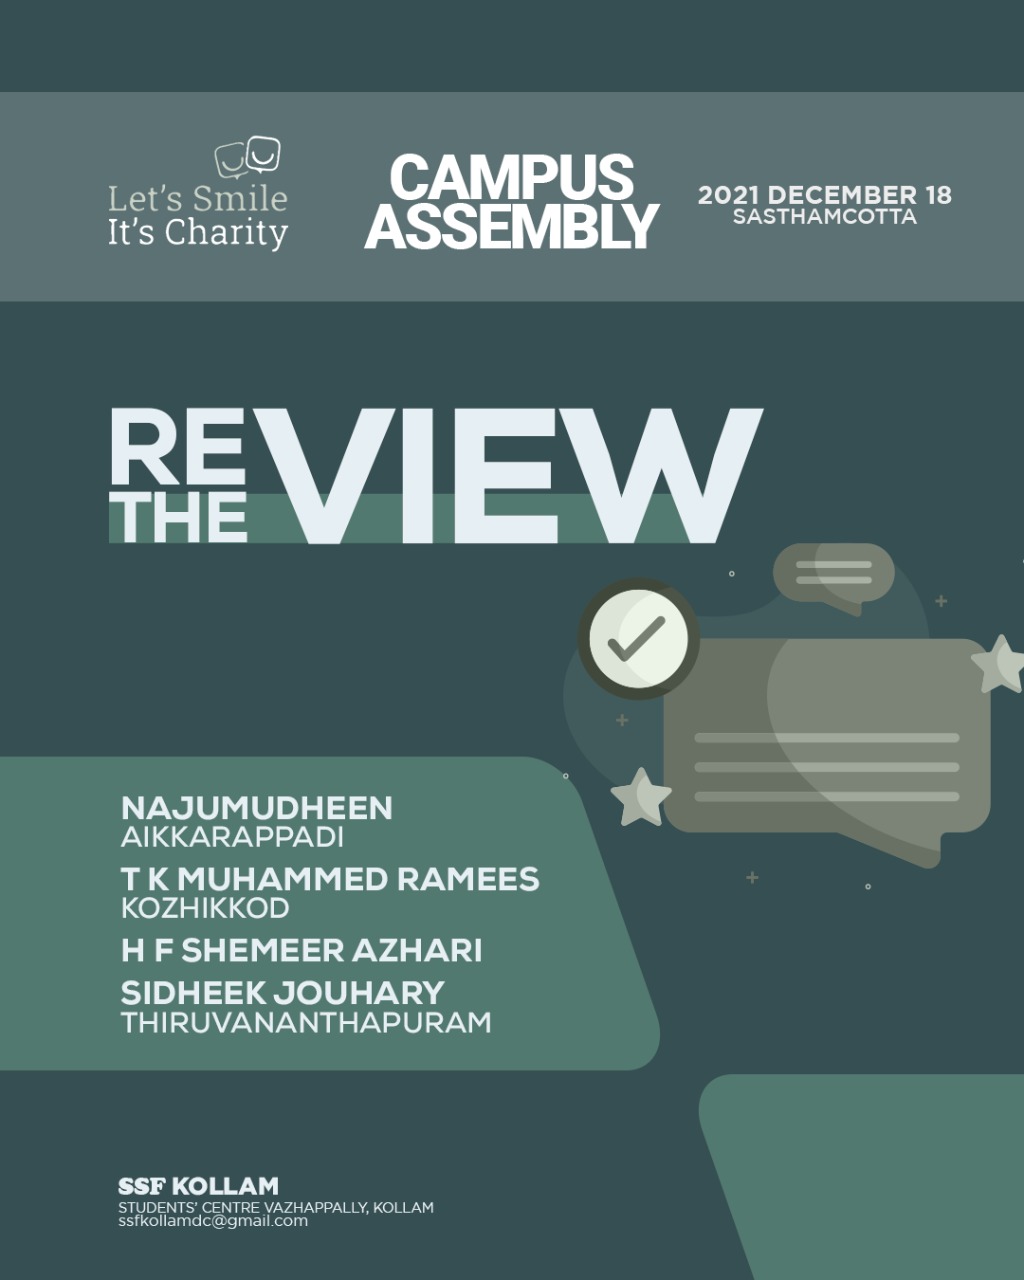 Let's Smile
It's Charity
CAMPUS
ASSEMBLY
2021 DECEMBER 18
SASTHAMCOTTA
RE
THE
VIEW
NAJUMUDHEEN
AIKKARAPPADI
T K MUHAMMED RAMEES
KOZHIKKOD
H F SHEMEER AZHARI
SIDHEEK JOUHARY
THIRUVANANTHAPURAM
SSF KOLLAM
STUDENTS' CENTRE VAZHAPPALLY, KOLLAM
ssfkollamdc@gmail.com